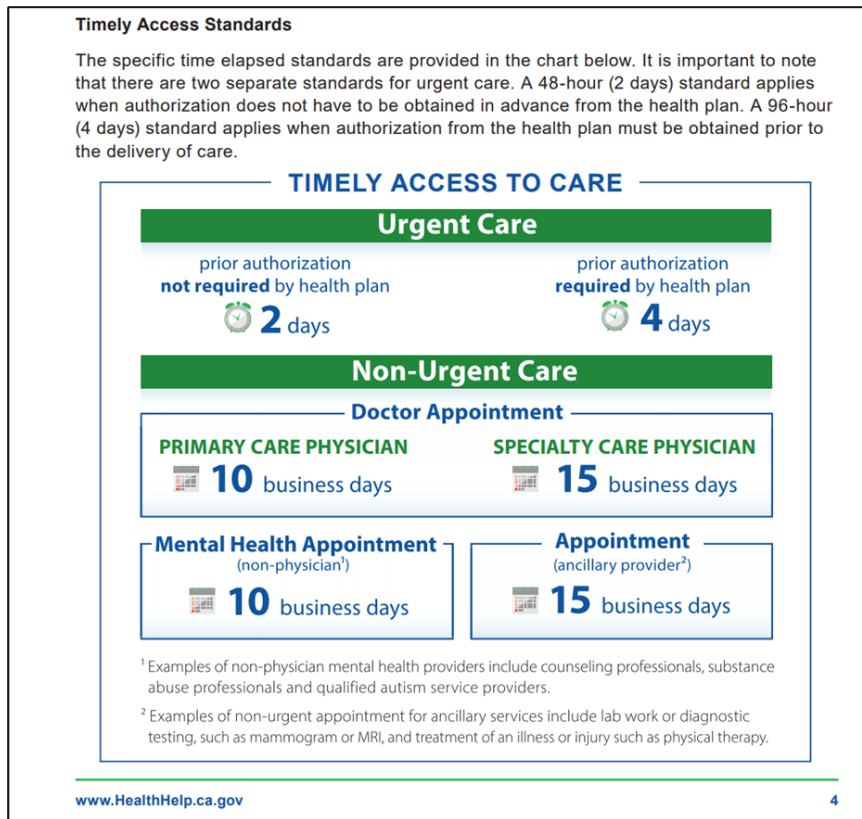 Timely Access Standards
The specific time elapsed standards are provided in the chart below. It is important to note
that there are two separate standards for urgent care. A 48-hour (2 days) standard applies
when authorization does not have to be obtained in advance from the health plan. A 96-hour
(4 days) standard applies when authorization from the health plan must be obtained prior to
the delivery of care.
TIMELY ACCESS TO CARE
Urgent Care
prior authorization
not required by health plan
2 days
prior authorization
required by health plan
4 days
Non-Urgent Care
Doctor Appointment
PRIMARY CARE PHYSICIAN
10 business days
SPECIALTY CARE PHYSICIAN
15 business days
Mental Health Appointment
(non-physician¹)
10 business days
Appointment
(ancillary provider²)
15 business days
¹ Examples of non-physician mental health providers include counseling professionals, substance
abuse professionals and qualified autism service providers.
² Examples of non-urgent appointment for ancillary services include lab work or diagnostic
testing, such as mammogram or MRI, and treatment of an illness or injury such as physical therapy.
www.HealthHelp.ca.gov 4